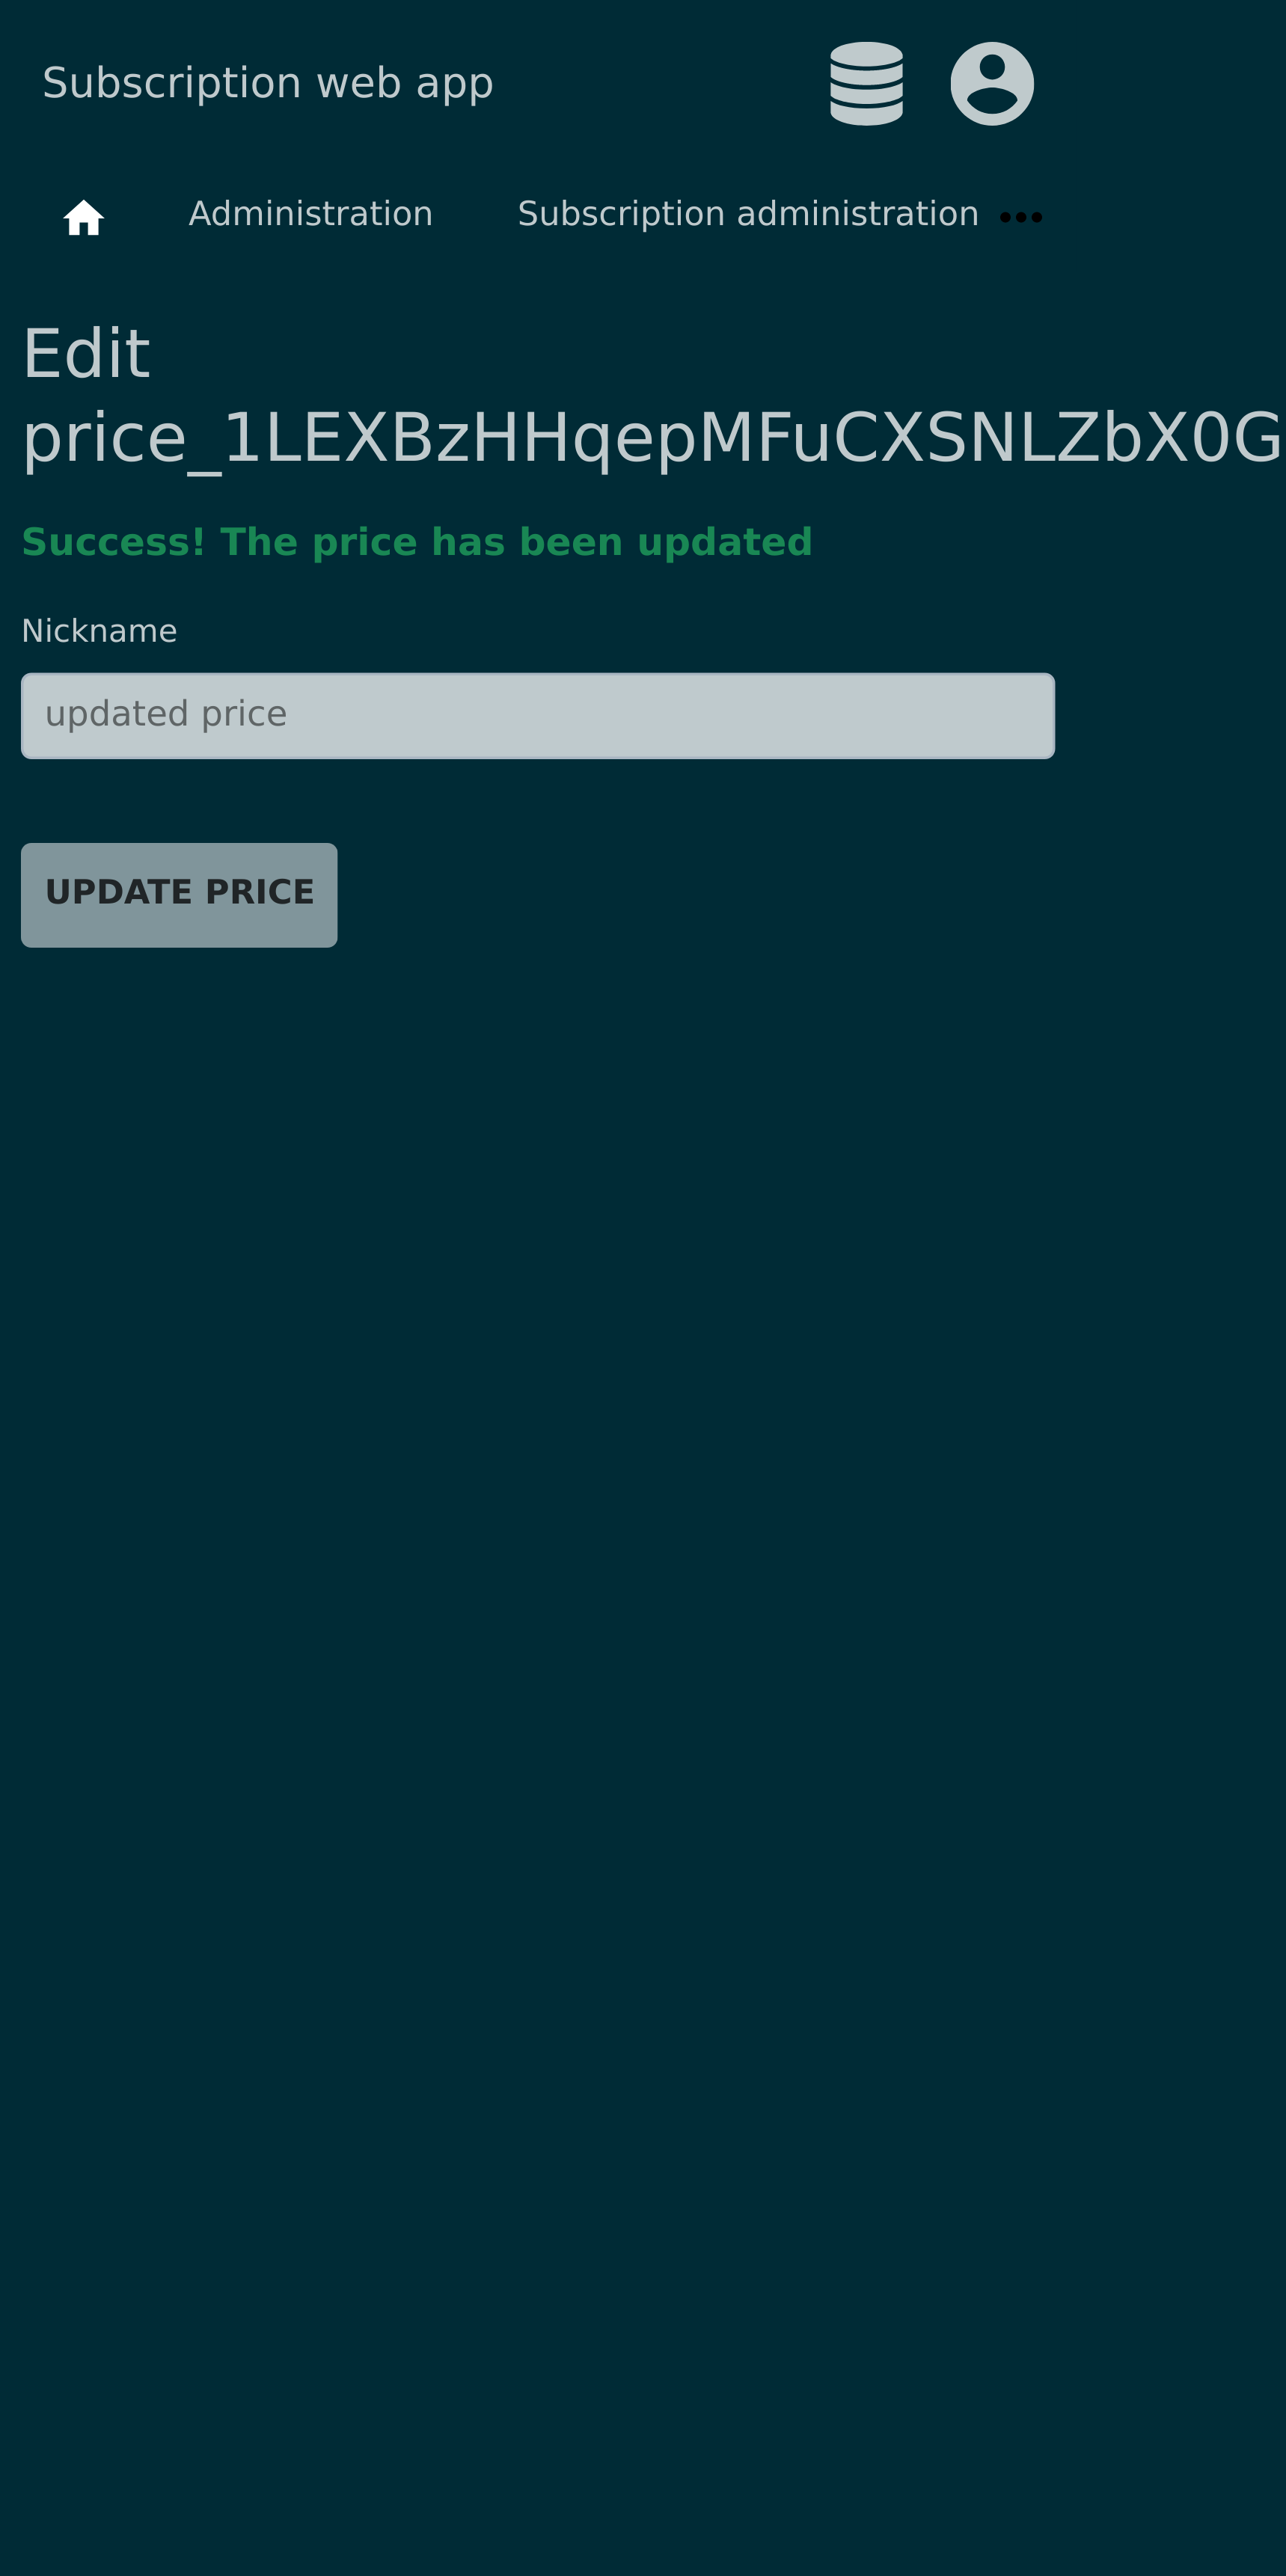 Subscription web app
Administration Subscription administration
Edit
price_1LEXBzHHqepMFuCXSNLZbX0G
Success! The price has been updated
Nickname
updated price
UPDATE PRICE